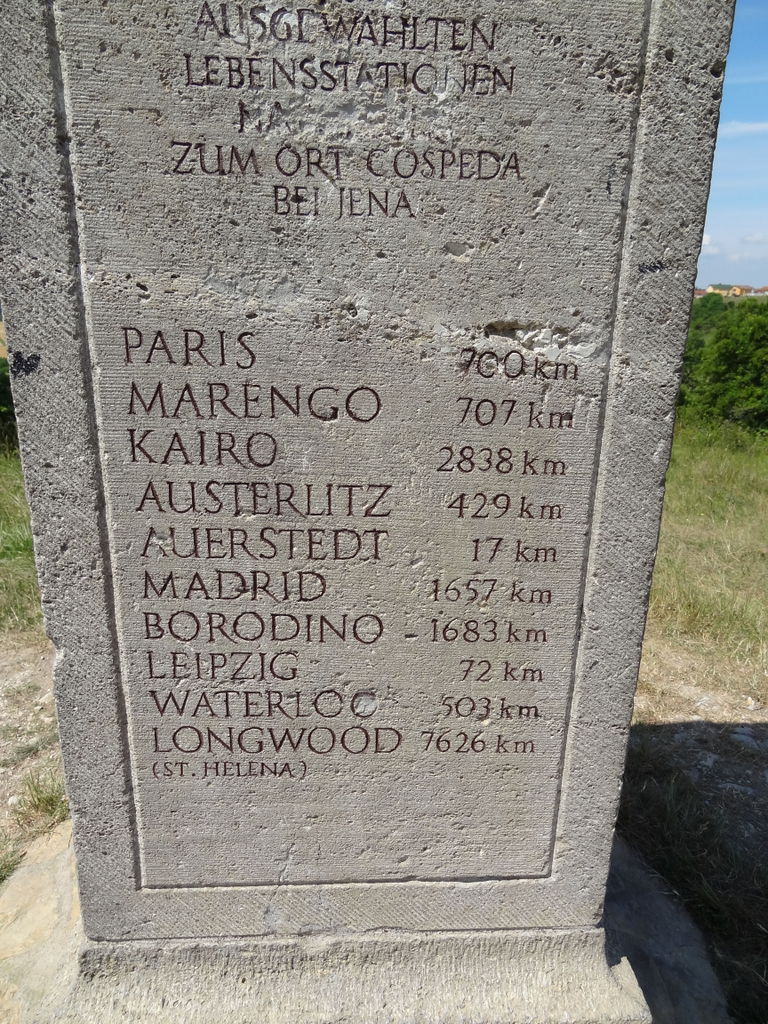 AUSGEWÄHLTEN
LEBENSSTATIONEN
ZUM ORT COSPEDA
BEI JENA
PARIS 700 km
MARENGO 707 km
KAIRO 2838 km
AUSTERLITZ 429 km
AUERSTEDT 17 km
MADRID 1657 km
BORODINO 1683 km
LEIPZIG 72 km
WATERLOO 503 km
LONGWOOD 7626 km
(ST. HELENA)